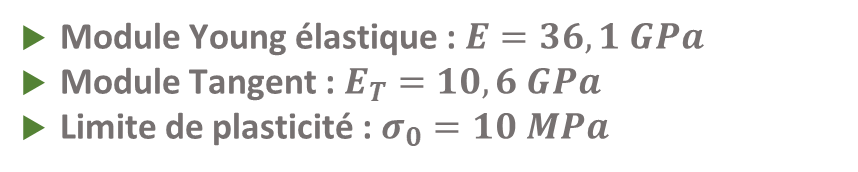 Module Young élastique : E = 36,1 GPa
Module Tangent : E_T = 10,6 GPa
Limite de plasticité : σ_0 = 10 MPa